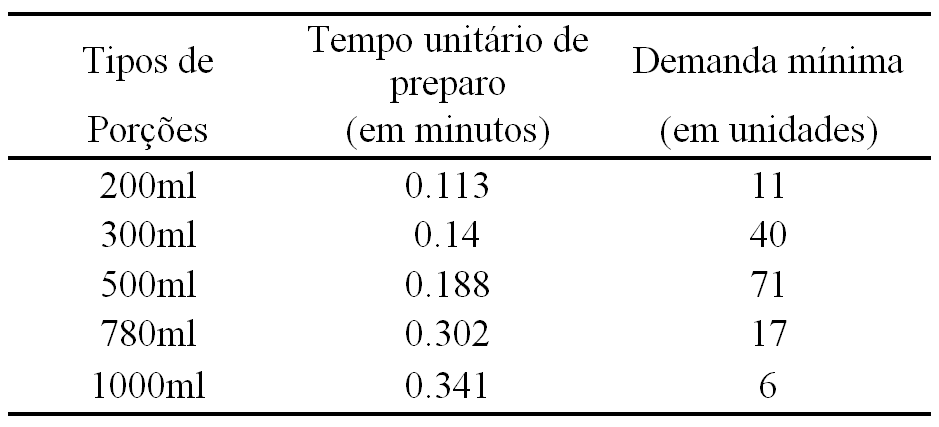 Tipos de Tempo unitário de preparo Demanda mínima
Porções (em minutos) (em unidades)
200ml 0.113 11
300ml 0.14 40
500ml 0.188 71
780ml 0.302 17
1000ml 0.341 6